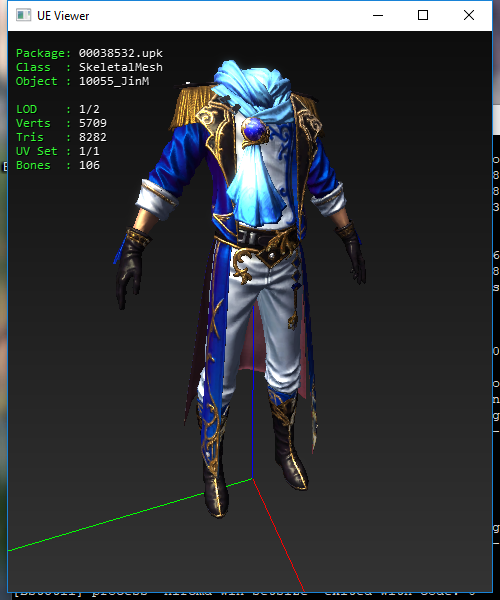 UE Viewer
Package: 00038532.upk
Class : SkeletalMesh
Object : 10055_JinM
LOD : 1/2
Verts : 5709
Tris : 8282
UV Set : 1/1
Bones : 106